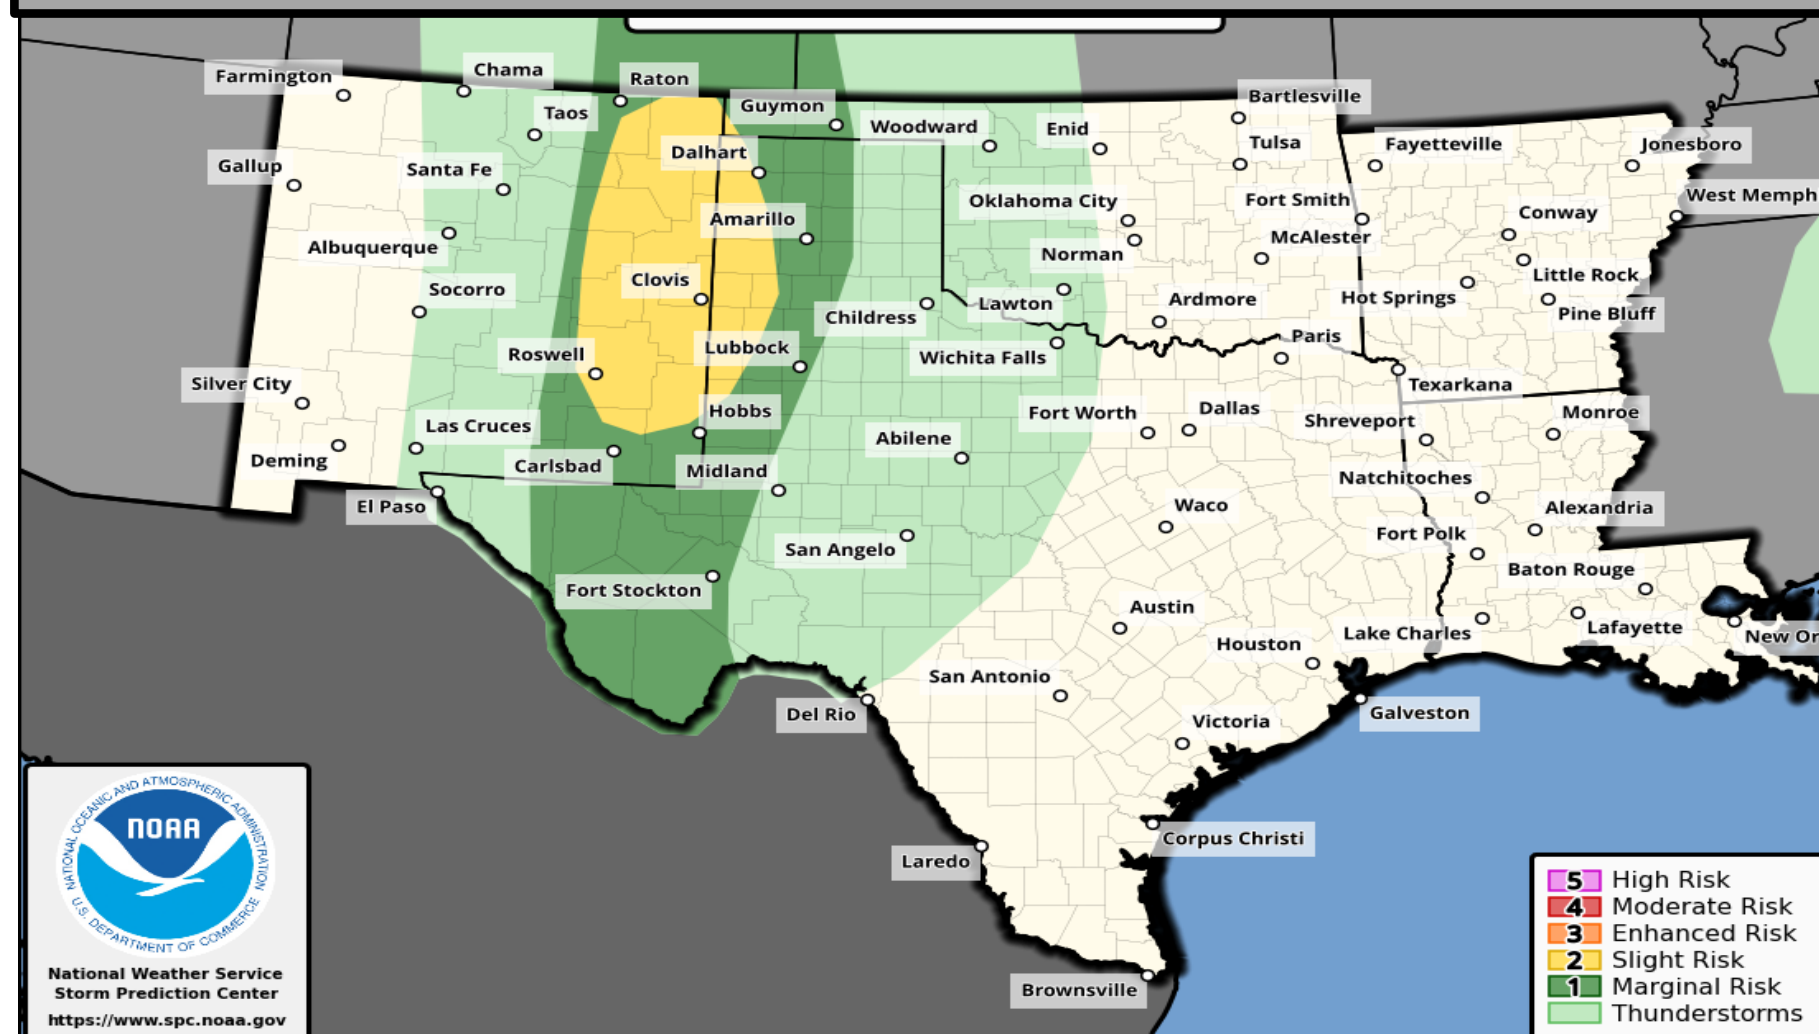 Farmington
Chama
Raton
Taos
Guymon
Woodward
Enid
Bartlesville
Tulsa
Fayetteville
Jonesboro
Gallup
Santa Fe
Dalhart
Oklahoma City
Fort Smith
Conway
West Memph
Albuquerque
Amarillo
Norman
McAlester
Little Rock
Socorro
Clovis
Childress
Lawton
Ardmore
Hot Springs
Pine Bluff
Roswell
Lubbock
Wichita Falls
Paris
Silver City
Texarkana
Las Cruces
Hobbs
Fort Worth
Dallas
Shreveport
Monroe
Deming
Carlsbad
Midland
Abilene
Natchitoches
El Paso
Waco
Alexandria
San Angelo
Fort Polk
Fort Stockton
Baton Rouge
Austin
Lake Charles
Lafayette
Houston
New Or
San Antonio
Del Rio
Victoria
Galveston
Corpus Christi
Laredo
Brownsville
NATIONAL OCEANIC AND ATMOSPHERIC ADMINISTRATION
NOAA
U.S. DEPARTMENT OF COMMERCE
National Weather Service
Storm Prediction Center
https://www.spc.noaa.gov
5 High Risk
4 Moderate Risk
3 Enhanced Risk
2 Slight Risk
1 Marginal Risk
Thunderstorms